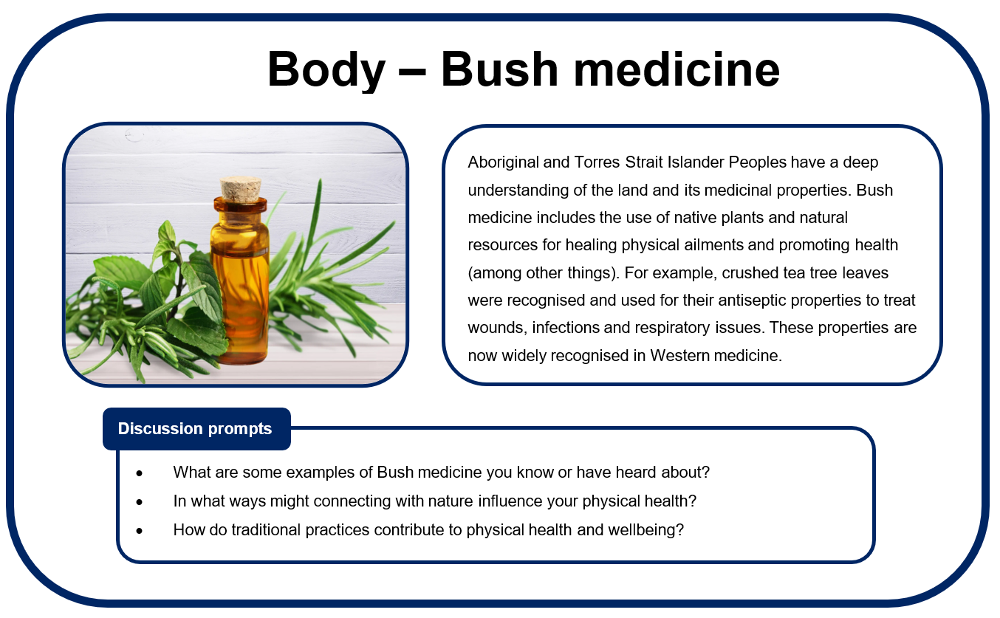 Body – Bush medicine
Aboriginal and Torres Strait Islander Peoples have a deep
understanding of the land and its medicinal properties. Bush
medicine includes the use of native plants and natural
resources for healing physical ailments and promoting health
(among other things). For example, crushed tea tree leaves
were recognised and used for their antiseptic properties to treat
wounds, infections and respiratory issues. These properties are
now widely recognised in Western medicine.
Discussion prompts
• What are some examples of Bush medicine you know or have heard about?
• In what ways might connecting with nature influence your physical health?
• How do traditional practices contribute to physical health and wellbeing?